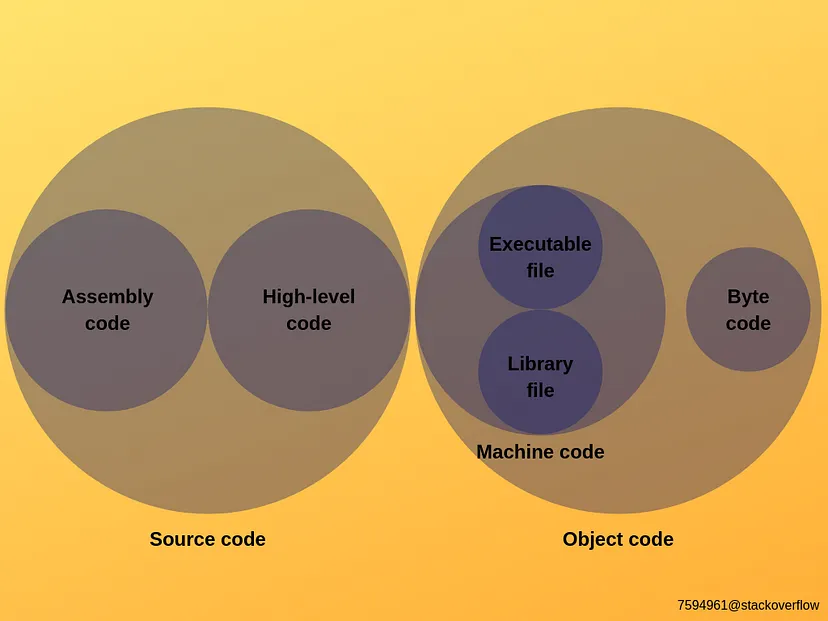 Assembly
code
High-level
code
Source code
Executable
file
Library
file
Machine code
Byte
code
Object code
7594961@stackoverflow